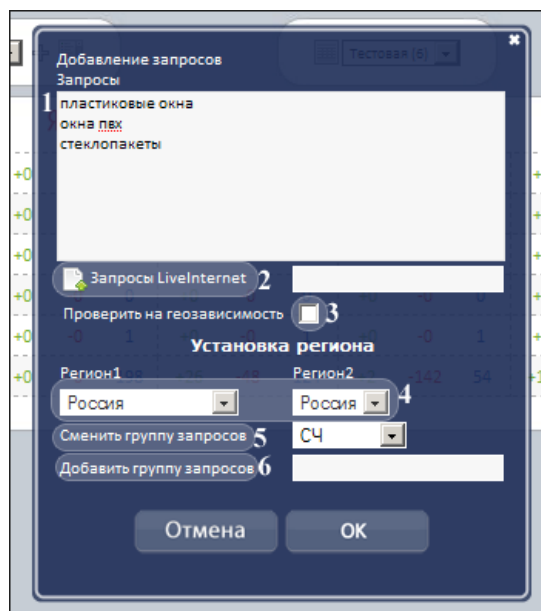 Тестовая (6)
Добавление запросов
Запросы
1
пластиковые окна
окна пвх
стеклопакеты
Запросы LiveInternet 2
Проверить на геозависимость 3
Установка региона
Регион1 Регион2
Россия Россия 4
Сменить группу запросов 5 СЧ
Добавить группу запросов 6
Отмена OK